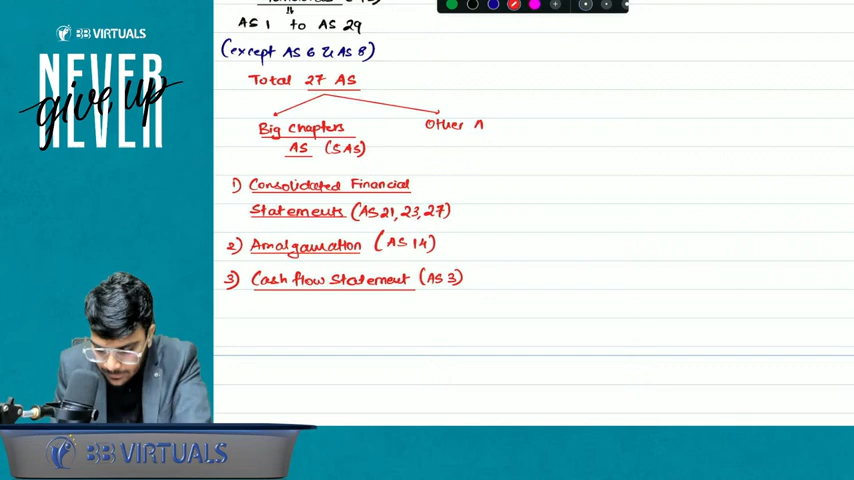 AS 1 to AS 29
(except AS 6 & AS 8)
Total 27 AS
Big Chapters
AS (5 AS)
Other A
1) Consolidated Financial
Statements (AS 21, 23, 27)
2) Amalgamation (AS 14)
3) Cash flow Statement (AS 3)
BB VIRTUALS
NEVER
give up
NEVER
BB VIRTUALS